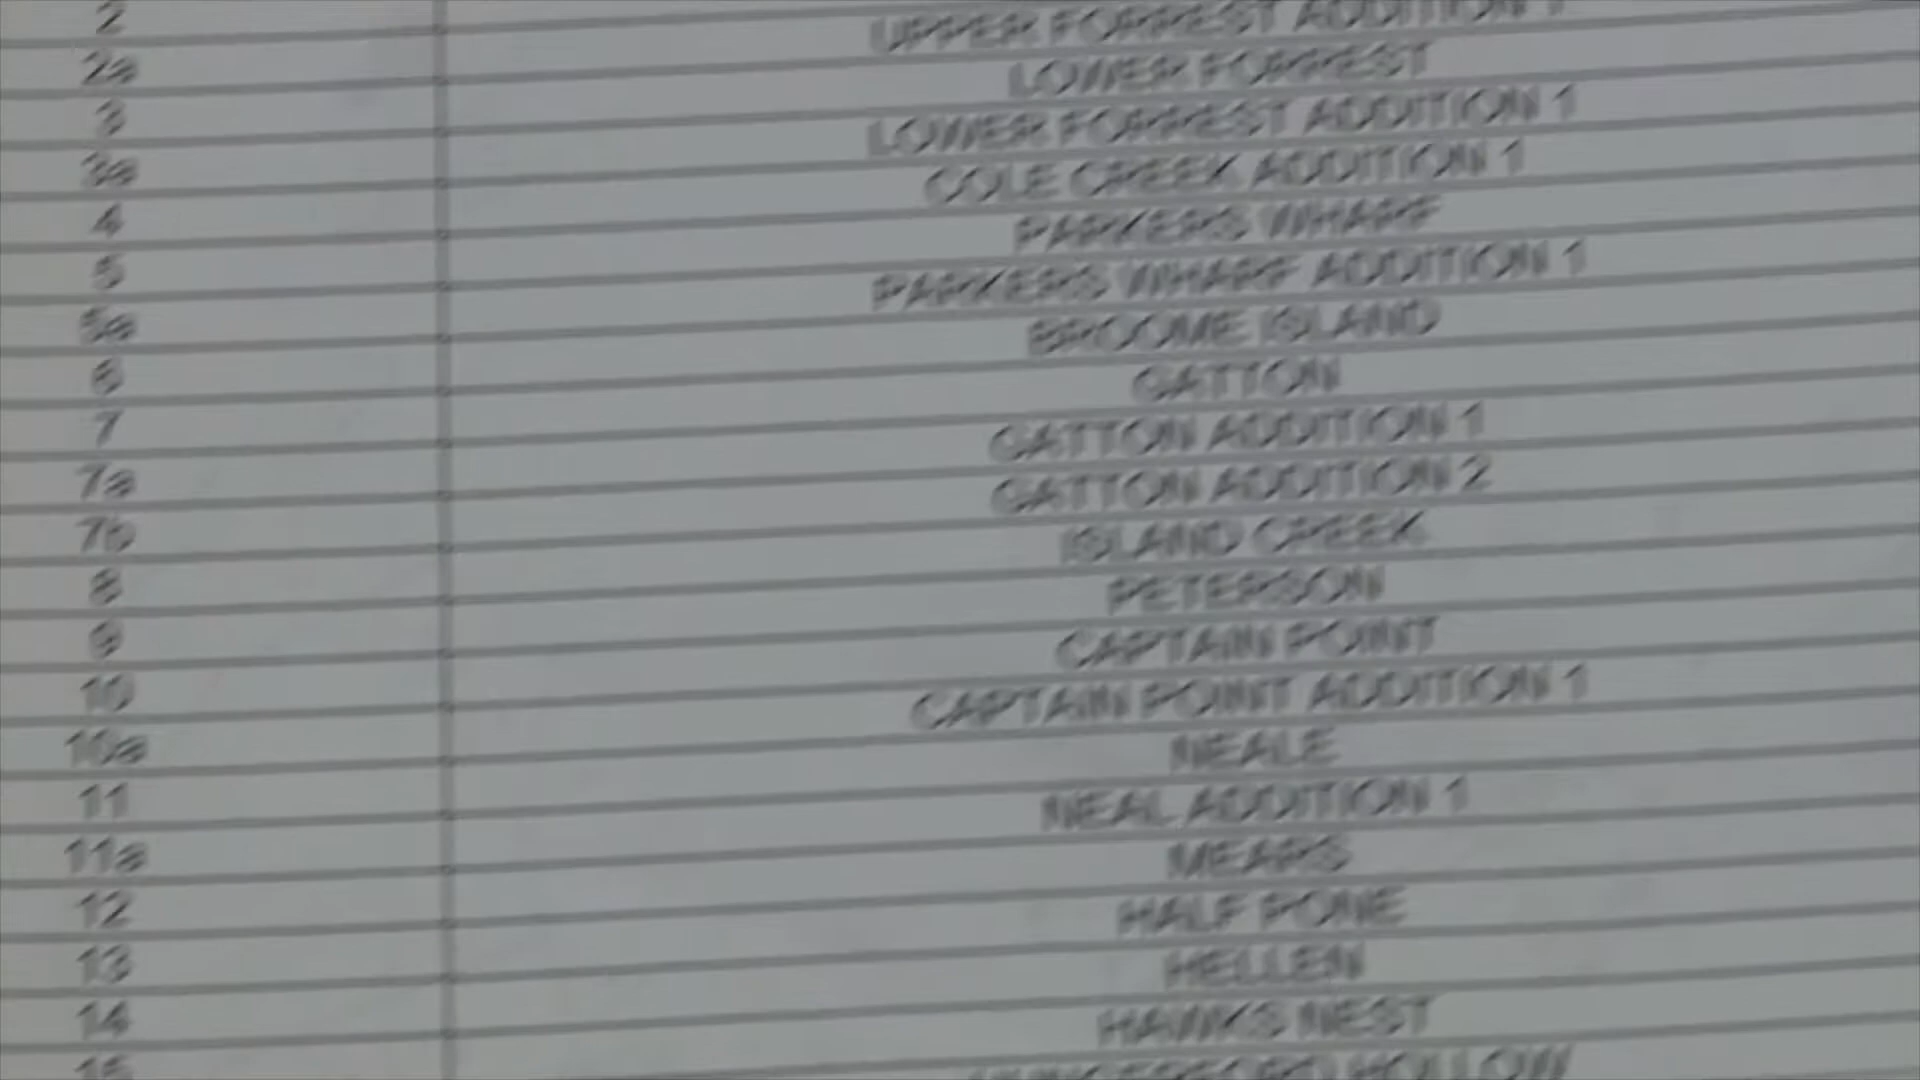 2
2a UPPER FORREST ADDITION 1
3 LOWER FORREST
3a LOWER FORREST ADDITION 1
4 COLE CREEK ADDITION 1
5 PARKERS WHARF
5a PARKERS WHARF ADDITION 1
6 BROOME ISLAND
7 GATTON
7a GATTON ADDITION 1
7b GATTON ADDITION 2
8 ISLAND CREEK
9 PETERSON
10 CAPTAIN POINT
10a CAPTAIN POINT ADDITION 1
11 NEALE
11a NEAL ADDITION 1
12 MEARS
13 HALF PONE
14 HELLEN
15 HAWKS NEST
HOLLOW